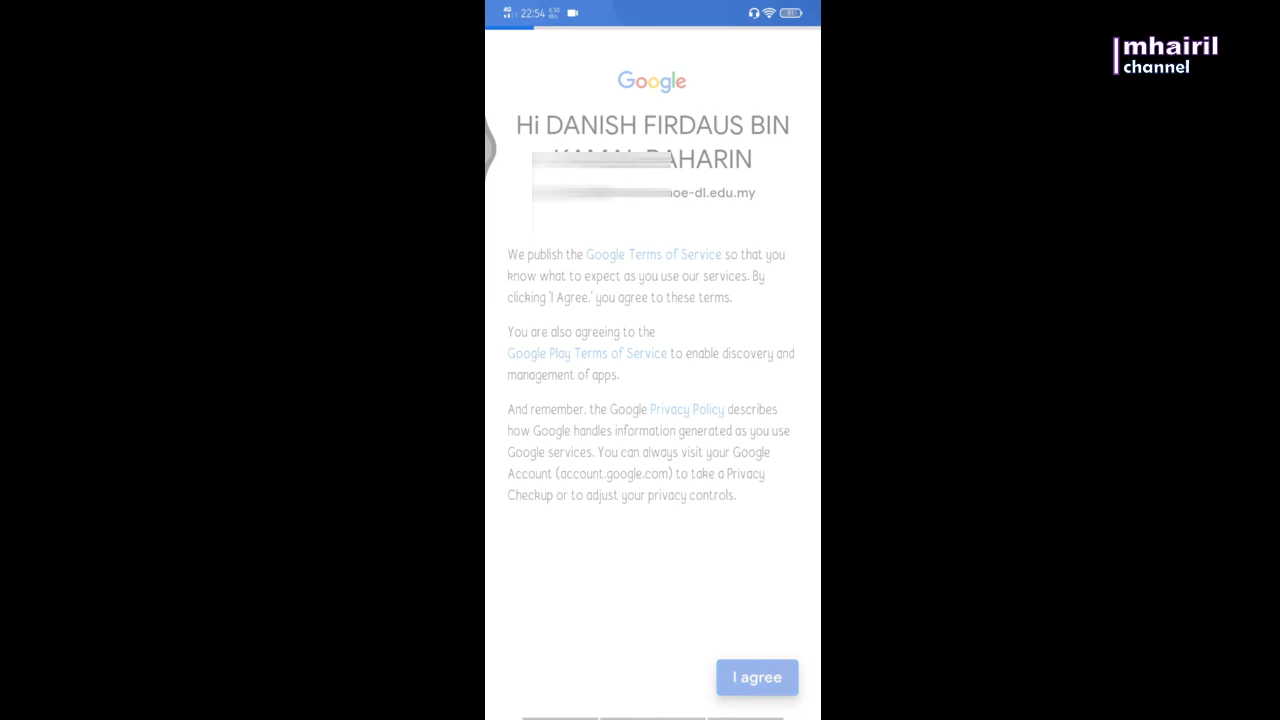 4G 22:54
91
mhairil
channel
Google
Hi DANISH FIRDAUS BIN
KAMAL BAHARIN
oe-dl.edu.my
We publish the Google Terms of Service so that you
know what to expect as you use our services. By
clicking 'I Agree,' you agree to these terms.
You are also agreeing to the
Google Play Terms of Service to enable discovery and
management of apps.
And remember, the Google Privacy Policy describes
how Google handles information generated as you use
Google services. You can always visit your Google
Account (account.google.com) to take a Privacy
Checkup or to adjust your privacy controls.
I agree